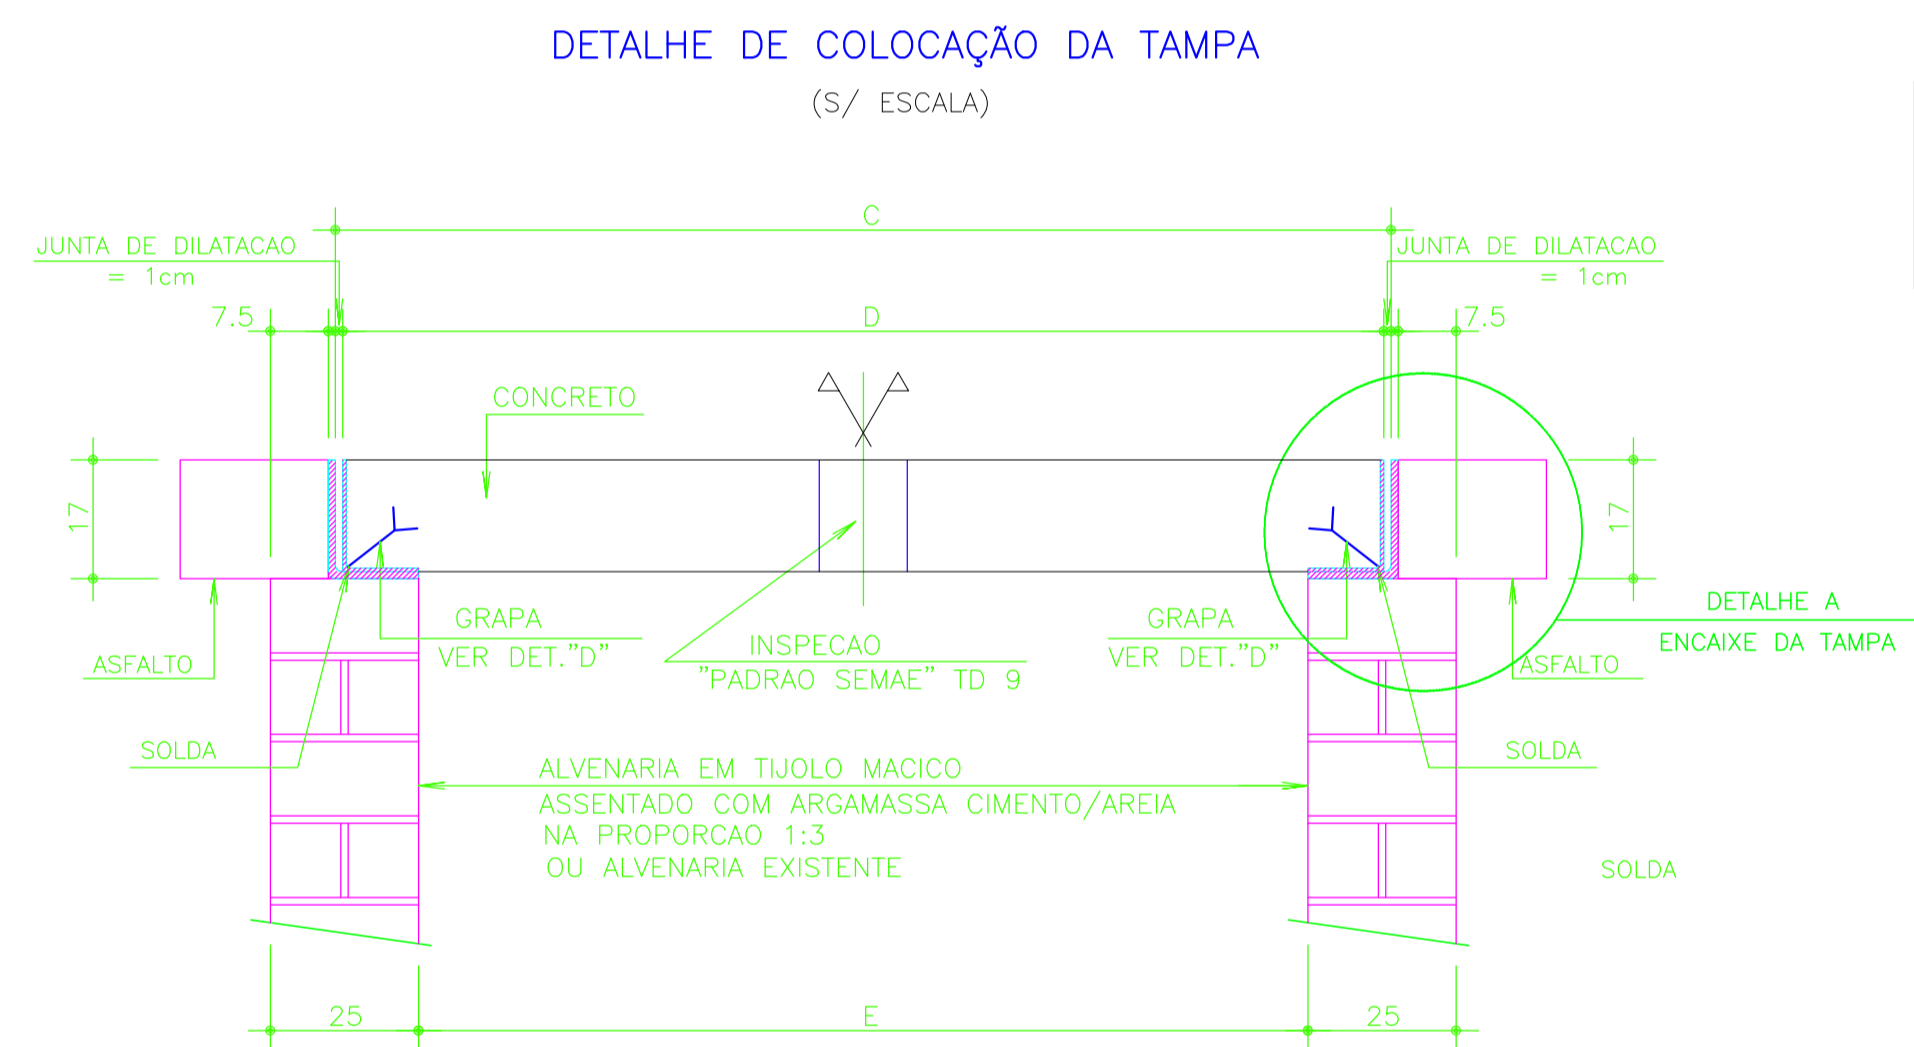 DETALHE DE COLOCAÇÃO DA TAMPA
(S/ ESCALA)
C
JUNTA DE DILATACAO
= 1cm
JUNTA DE DILATACAO
= 1cm
7.5
D
7.5
CONCRETO
17
17
GRAPA
VER DET."D"
INSPECAO
"PADRAO SEMAE" TD 9
GRAPA
VER DET."D"
DETALHE A
ENCAIXE DA TAMPA
ASFALTO
ASFALTO
SOLDA
SOLDA
ALVENARIA EM TIJOLO MACICO
ASSENTADO COM ARGAMASSA CIMENTO/AREIA
NA PROPORCAO 1:3
OU ALVENARIA EXISTENTE
SOLDA
25
E
25